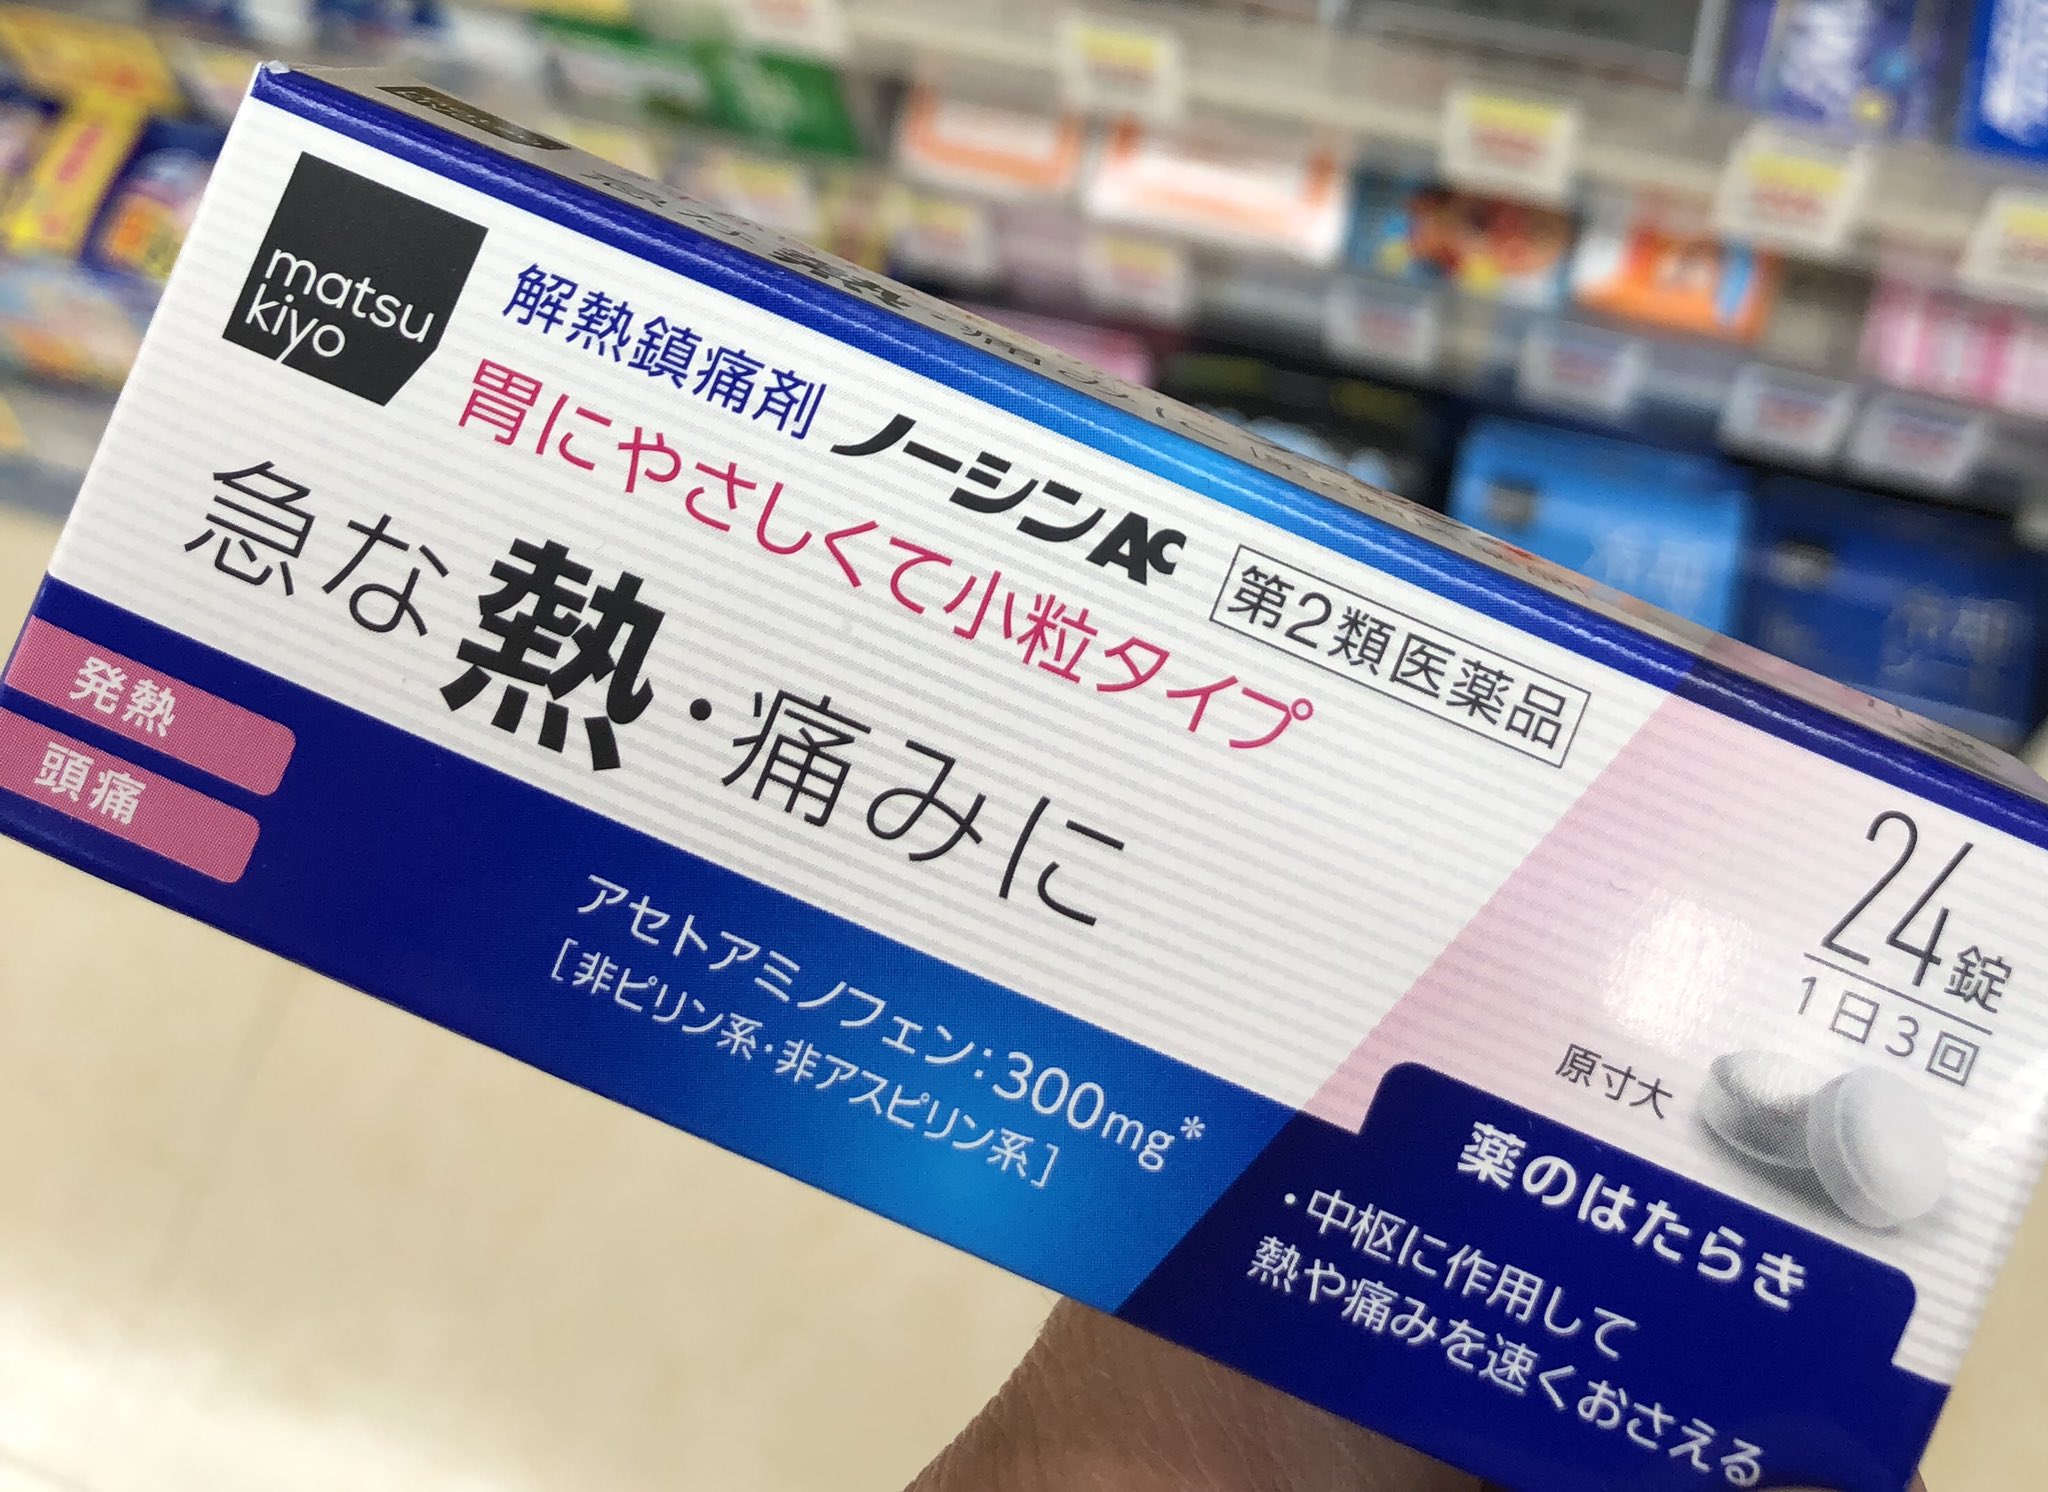 matsu
kiyo
解熱鎮痛剤 ノーシンAc
第2類医薬品
胃にやさしくて小粒タイプ
急な熱・痛みに
発熱
頭痛
アセトアミノフェン:300mg*
[非ピリン系・非アスピリン系]
24錠
1日3回
原寸大
薬のはたらき
・中枢に作用して
熱や痛みを速くおさえる